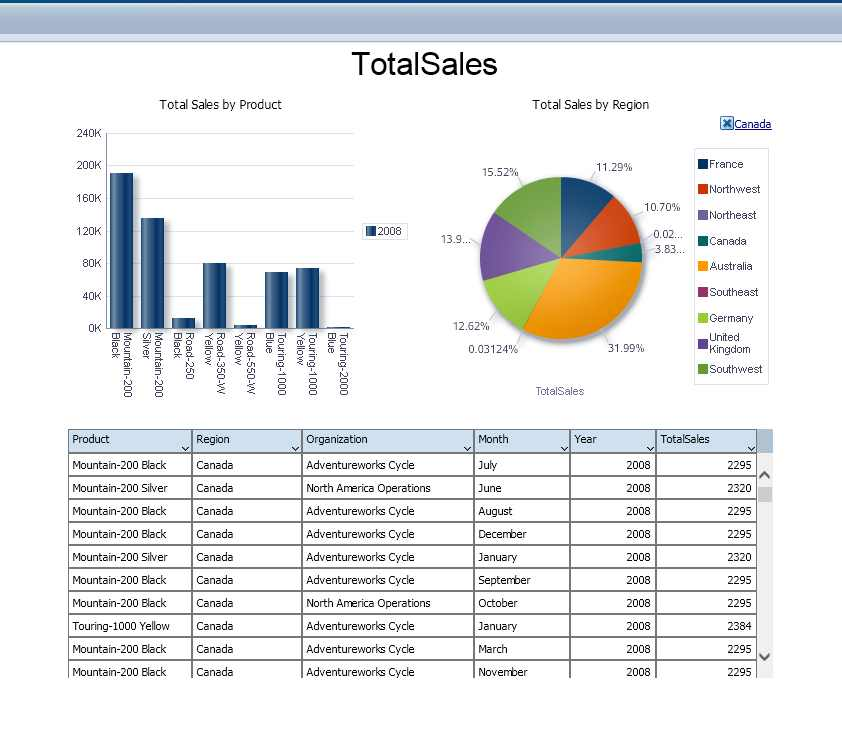 TotalSales
Total Sales by Product
240K
200K
160K
120K
80K
40K
0K
Mountain-200
Black
Mountain-200
Silver
Road-250
Black
Road-350-W
Yellow
Road-550-W
Yellow
Touring-1000
Blue
Touring-1000
Yellow
Touring-2000
Blue
2008
Total Sales by Region
Canada
15.52%
11.29%
10.70%
0.02...
3.83...
13.9...
12.62%
0.03124%
31.99%
TotalSales
France
Northwest
Northeast
Canada
Australia
Southeast
Germany
United
Kingdom
Southwest
Product Region Organization Month Year TotalSales
Mountain-200 Black Canada Adventureworks Cycle July 2008 2295
Mountain-200 Silver Canada North America Operations June 2008 2320
Mountain-200 Black Canada Adventureworks Cycle August 2008 2295
Mountain-200 Black Canada Adventureworks Cycle December 2008 2295
Mountain-200 Silver Canada Adventureworks Cycle January 2008 2320
Mountain-200 Black Canada Adventureworks Cycle September 2008 2295
Mountain-200 Black Canada North America Operations October 2008 2295
Touring-1000 Yellow Canada Adventureworks Cycle January 2008 2384
Mountain-200 Black Canada Adventureworks Cycle March 2008 2295
Mountain-200 Black Canada Adventureworks Cycle November 2008 2295